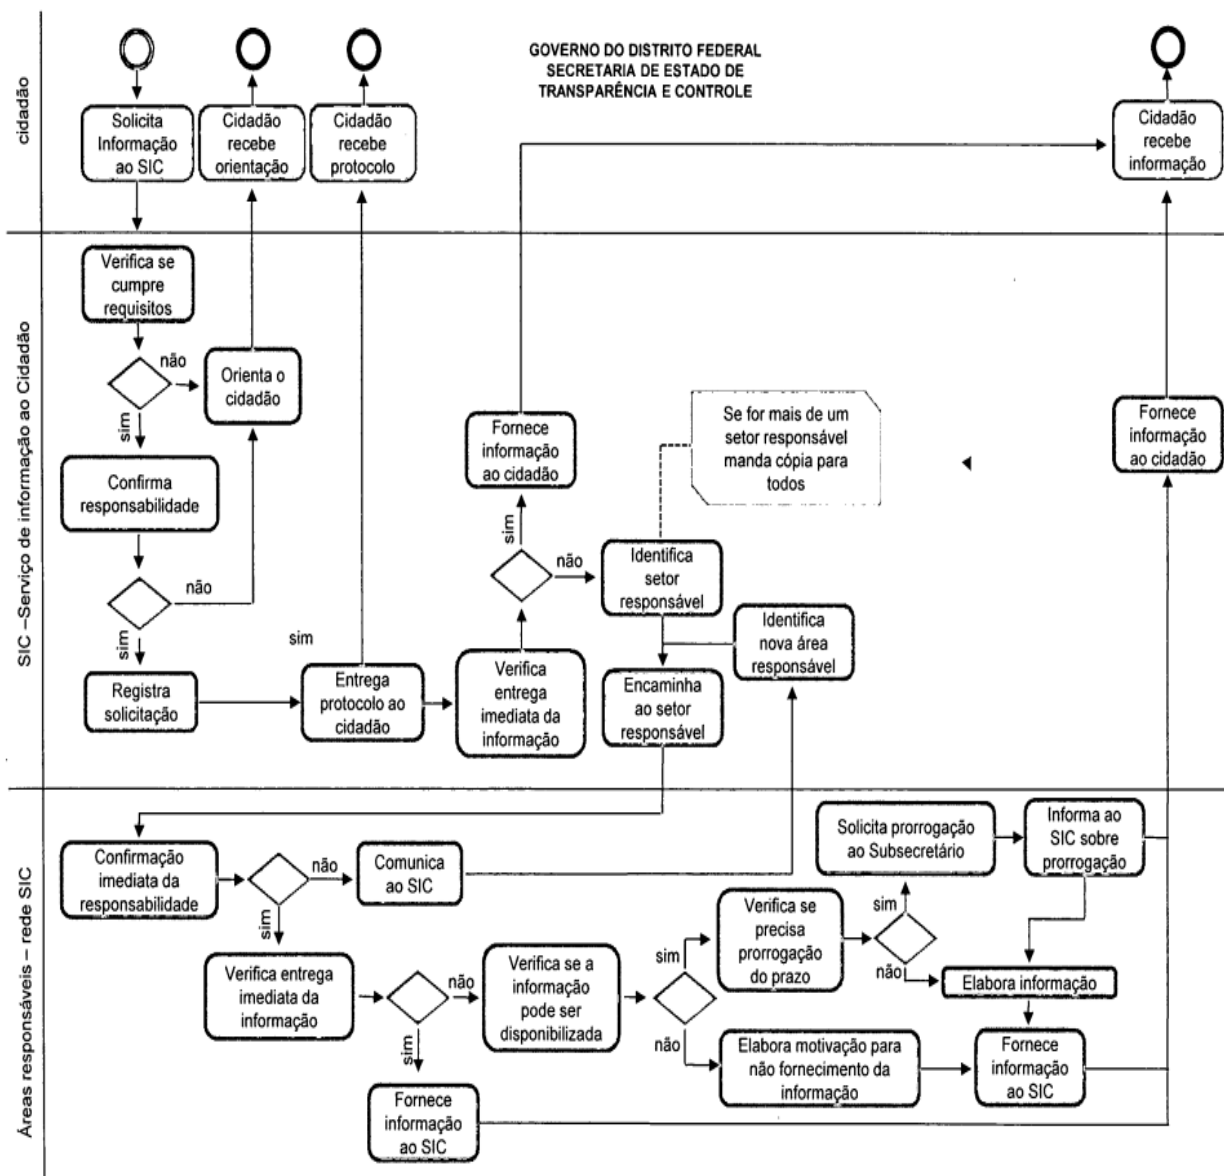 GOVERNO DO DISTRITO FEDERAL
SECRETARIA DE ESTADO DE
TRANSPARÊNCIA E CONTROLE
cidadão
Solicita
Informação
ao SIC
Cidadão
recebe
orientação
Cidadão
recebe
protocolo
Cidadão
recebe
informação
SIC –Serviço de informação ao Cidadão
Verifica se
cumpre
requisitos
não
sim
Orienta o
cidadão
Confirma
responsabilidade
não
sim
Registra
solicitação
sim
Entrega
protocolo ao
cidadão
Verifica
entrega
imediata da
informação
sim
não
Fornece
informação
ao cidadão
Identifica
setor
responsável
Se for mais de um
setor responsável
manda cópia para
todos
Identifica
nova área
responsável
Encaminha
ao setor
responsável
Fornece
informação
ao cidadão
Áreas responsáveis – rede SIC
Confirmação
imediata da
responsabilidade
não
sim
Comunica
ao SIC
Verifica entrega
imediata da
informação
não
sim
Fornece
informação
ao SIC
Verifica se a
informação
pode ser
disponibilizada
sim
não
Verifica se
precisa
prorrogação
do prazo
sim
não
Solicita prorrogação
ao Subsecretário
Informa ao
SIC sobre
prorrogação
Elabora informação
Elabora motivação para
não fornecimento da
informação
Fornece
informação
ao SIC